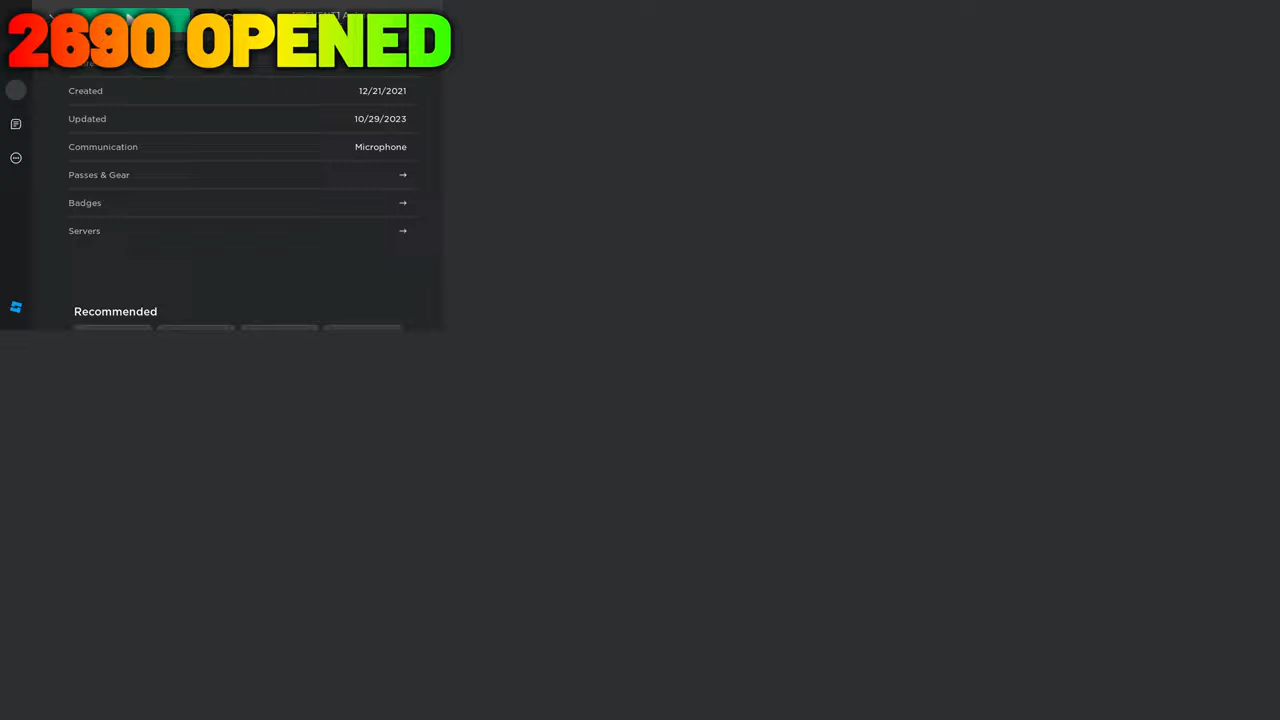 2690 OPENED
Created 12/21/2021
Updated 10/29/2023
Communication Microphone
Passes & Gear →
Badges →
Servers →
Recommended